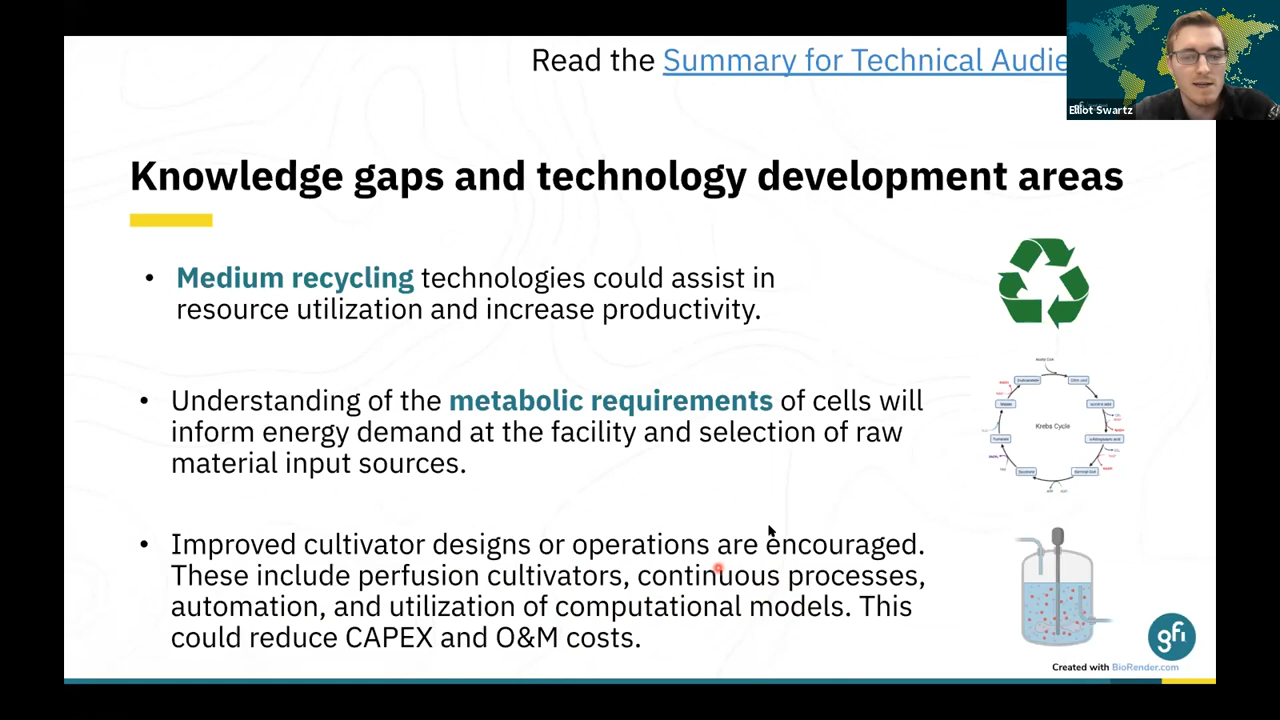 Read the Summary for Technical Audie
Elliot Swartz
Knowledge gaps and technology development areas
• Medium recycling technologies could assist in
resource utilization and increase productivity.
• Understanding of the metabolic requirements of cells will
inform energy demand at the facility and selection of raw
material input sources.
Krebs Cycle
• Improved cultivator designs or operations are encouraged.
These include perfusion cultivators, continuous processes,
automation, and utilization of computational models. This
could reduce CAPEX and O&M costs.
gfi
Created with BioRender.com